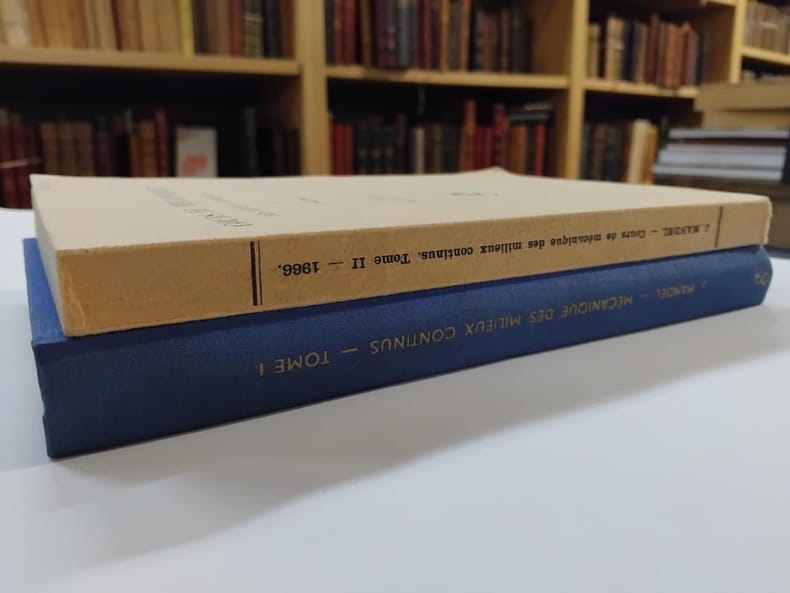 J. MANDEL — Cours de mécanique des milieux continus. Tome II — 1966.
J. MANDEL — MÉCANIQUE DES MILIEUX CONTINUS — TOME I